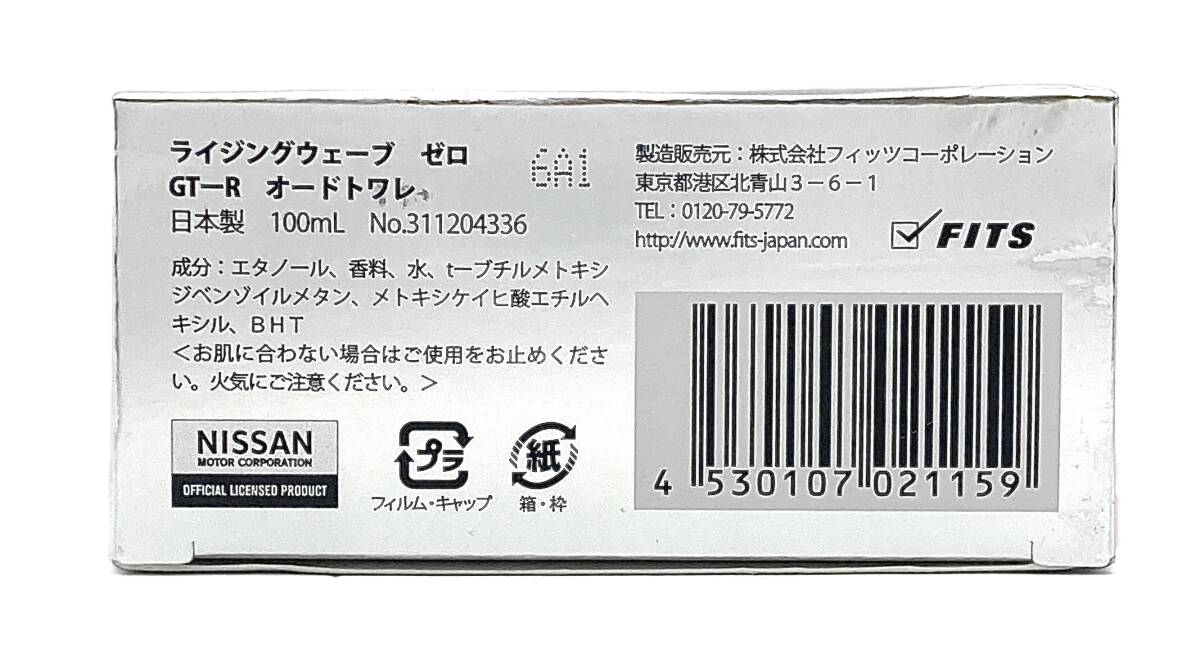 ライジングウェーブ　ゼロ
GT－R　オードトワレ
6A1
日本製　100mL　No.311204336
成分：エタノール、香料、水、t－ブチルメトキシ
ジベンゾイルメタン、メトキシケイヒ酸エチルヘ
キシル、ＢＨＴ
＜お肌に合わない場合はご使用をお止めくださ
い。火気にご注意ください。＞
NISSAN
MOTOR CORPORATION
OFFICIAL LICENSED PRODUCT
プラ
フィルム・キャップ
紙
箱・枠
製造販売元：株式会社フィッツコーポレーション
東京都港区北青山３－６－１
TEL：0120-79-5772
http://www.fits-japan.com
FITS
4 530107 021159